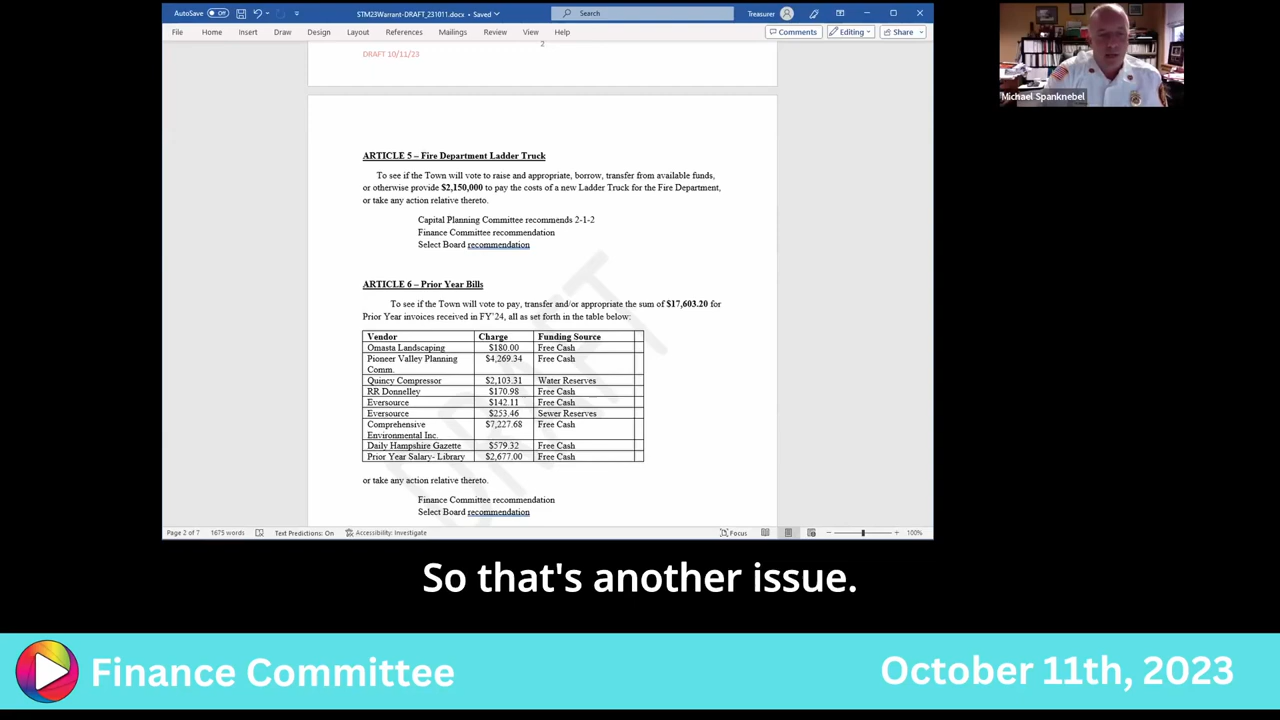 AutoSave Off STM23Warrant-DRAFT_231011.docx • Saved Search Treasurer
File Home Insert Draw Design Layout References Mailings Review View Help Comments Editing Share
2
DRAFT 10/11/23
ARTICLE 5 – Fire Department Ladder Truck
To see if the Town will vote to raise and appropriate, borrow, transfer from available funds,
or otherwise provide $2,150,000 to pay the costs of a new Ladder Truck for the Fire Department,
or take any action relative thereto.
Capital Planning Committee recommends 2-1-2
Finance Committee recommendation
Select Board recommendation
ARTICLE 6 – Prior Year Bills
To see if the Town will vote to pay, transfer and/or appropriate the sum of $17,603.20 for
Prior Year invoices received in FY'24, all as set forth in the table below:
Vendor Charge Funding Source
Omasta Landscaping $180.00 Free Cash
Pioneer Valley Planning $4,269.34 Free Cash
Comm.
Quincy Compressor $2,103.31 Water Reserves
RR Donnelley $170.98 Free Cash
Eversource $142.11 Free Cash
Eversource $253.46 Sewer Reserves
Comprehensive $7,227.68 Free Cash
Environmental Inc.
Daily Hampshire Gazette $579.32 Free Cash
Prior Year Salary- Library $2,677.00 Free Cash
or take any action relative thereto.
Finance Committee recommendation
Select Board recommendation
DRAFT
Page 2 of 7 1675 words Text Predictions: On Accessibility: Investigate Focus 100%
Michael Spanknebel
So that's another issue.
Finance Committee
October 11th, 2023